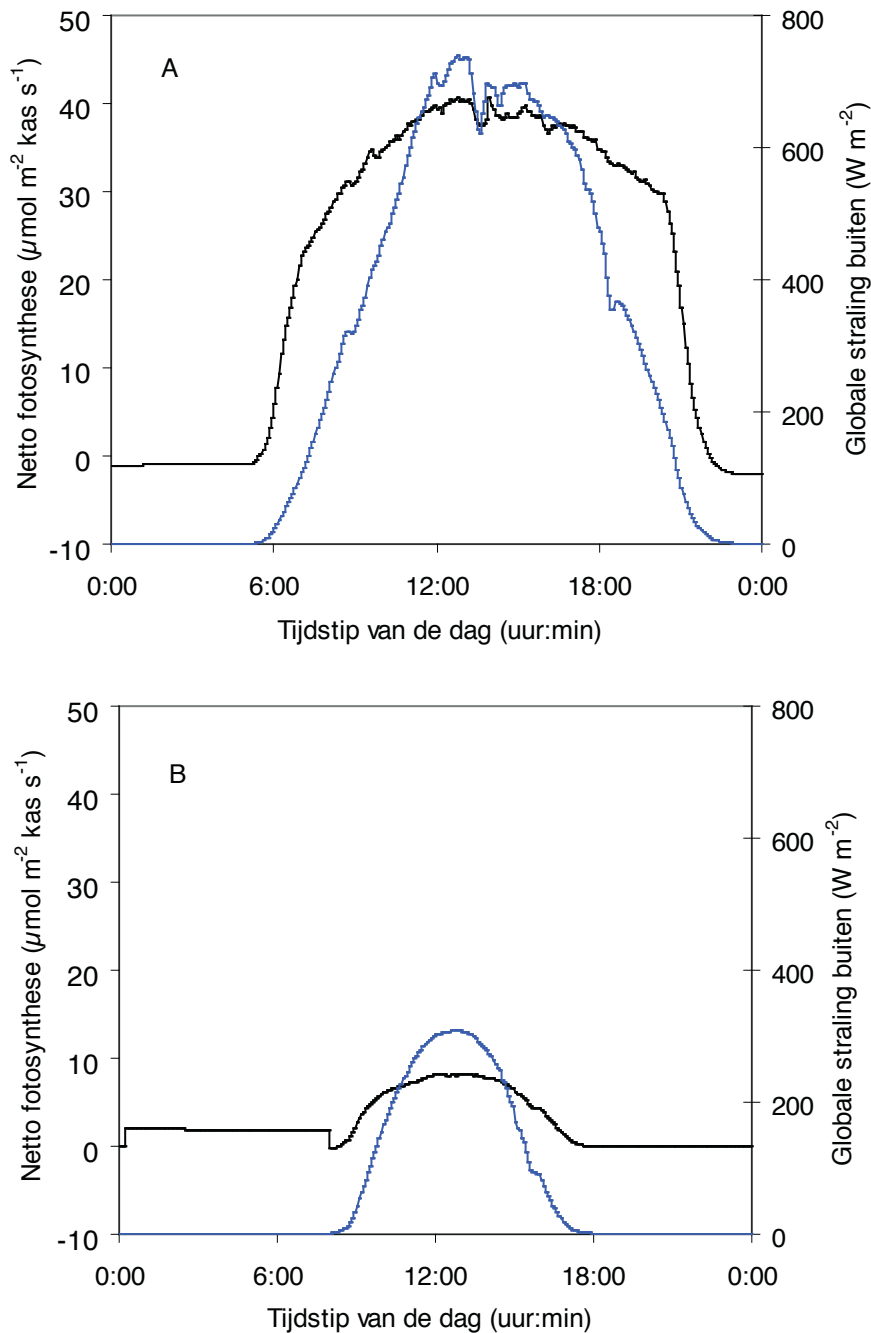 A
Netto fotosynthese (µmol m-2 kas s-1)
50
40
30
20
10
0
-10
Globale straling buiten (W m-2)
800
600
400
200
0
0:00 6:00 12:00 18:00 0:00
Tijdstip van de dag (uur:min)
B
Netto fotosynthese (µmol m-2 kas s-1)
50
40
30
20
10
0
-10
Globale straling buiten (W m-2)
800
600
400
200
0
0:00 6:00 12:00 18:00 0:00
Tijdstip van de dag (uur:min)